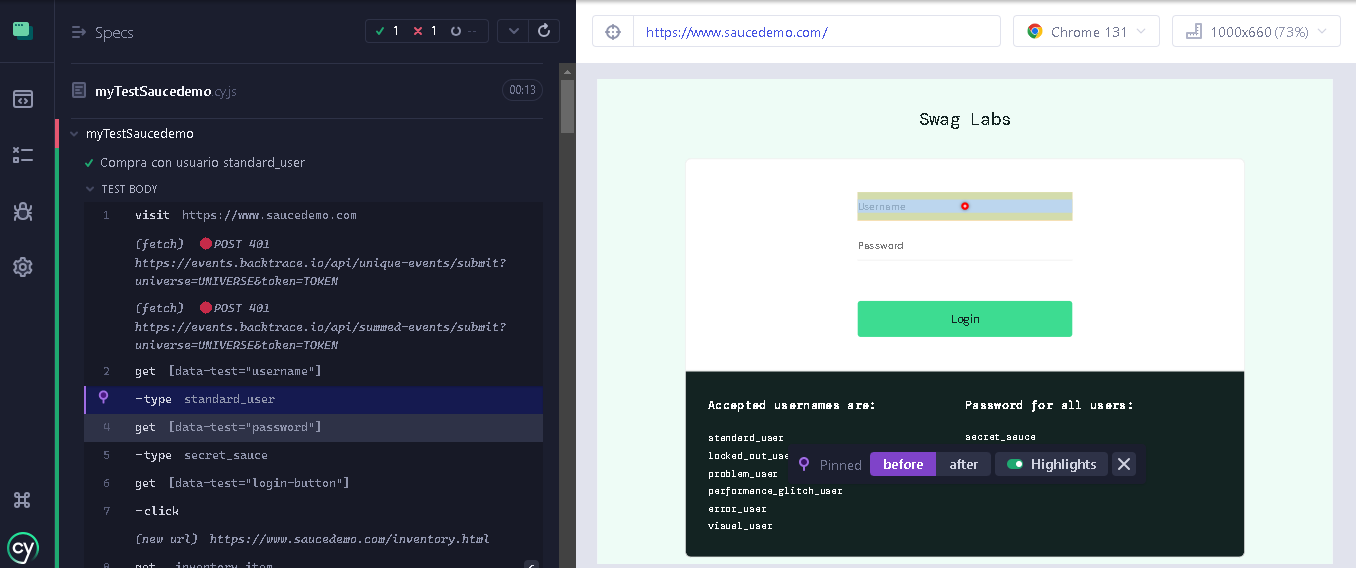 Specs
1
1
--
myTestSaucedemo.cy.js
00:13
myTestSaucedemo
Compra con usuario standard_user
TEST BODY
1 visit https://www.saucedemo.com
(fetch) POST 401
https://events.backtrace.io/api/unique-events/submit?
universe=UNIVERSE&token=TOKEN
(fetch) POST 401
https://events.backtrace.io/api/summed-events/submit?
universe=UNIVERSE&token=TOKEN
2 get [data-test="username"]
-type standard_user
4 get [data-test="password"]
5 -type secret_sauce
6 get [data-test="login-button"]
7 -click
(new url) https://www.saucedemo.com/inventory.html
8 get .inventory_item
cy
https://www.saucedemo.com/
Chrome 131
1000x660 (73%)
Swag Labs
Username
Password
Login
Accepted usernames are:
standard_user
locked_out_use
problem_user
performance_glitch_user
error_user
visual_user
Password for all users:
secret_sauce
Pinned
before
after
Highlights